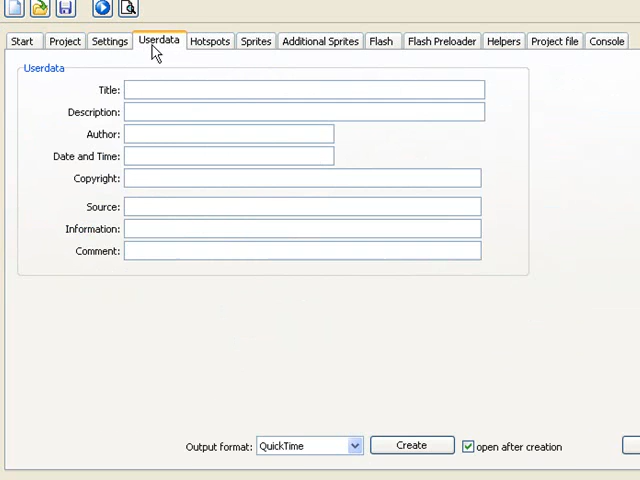 Start Project Settings Userdata Hotspots Sprites Additional Sprites Flash Flash Preloader Helpers Project file Console
Userdata
Title:
Description:
Author:
Date and Time:
Copyright:
Source:
Information:
Comment:
Output format: QuickTime Create open after creation